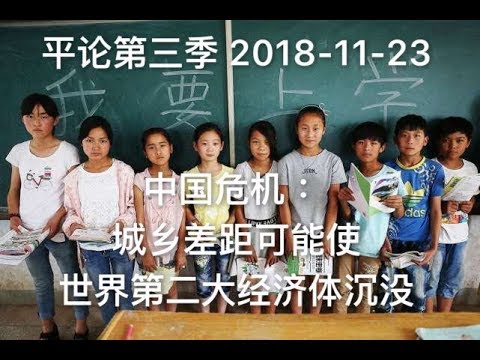 平论第三季 2018-11-23
我要上学
中国危机：
城乡差距可能使
世界第二大经济体沉没
adidas